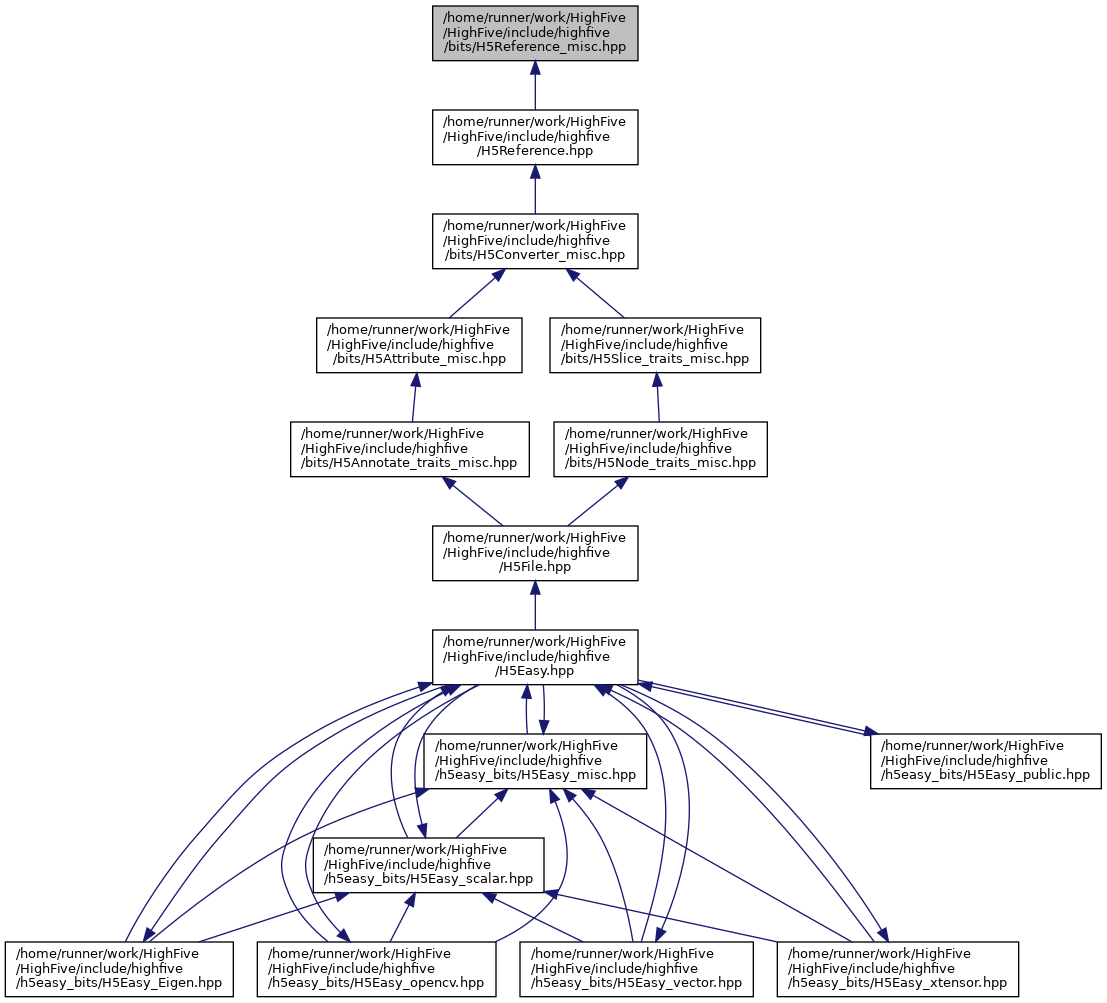 /home/runner/work/HighFive
/HighFive/include/highfive
/bits/H5Reference_misc.hpp
/home/runner/work/HighFive
/HighFive/include/highfive
/H5Reference.hpp
/home/runner/work/HighFive
/HighFive/include/highfive
/bits/H5Converter_misc.hpp
/home/runner/work/HighFive
/HighFive/include/highfive
/bits/H5Attribute_misc.hpp
/home/runner/work/HighFive
/HighFive/include/highfive
/bits/H5Slice_traits_misc.hpp
/home/runner/work/HighFive
/HighFive/include/highfive
/bits/H5Annotate_traits_misc.hpp
/home/runner/work/HighFive
/HighFive/include/highfive
/bits/H5Node_traits_misc.hpp
/home/runner/work/HighFive
/HighFive/include/highfive
/H5File.hpp
/home/runner/work/HighFive
/HighFive/include/highfive
/H5Easy.hpp
/home/runner/work/HighFive
/HighFive/include/highfive
/h5easy_bits/H5Easy_misc.hpp
/home/runner/work/HighFive
/HighFive/include/highfive
/h5easy_bits/H5Easy_public.hpp
/home/runner/work/HighFive
/HighFive/include/highfive
/h5easy_bits/H5Easy_scalar.hpp
/home/runner/work/HighFive
/HighFive/include/highfive
/h5easy_bits/H5Easy_Eigen.hpp
/home/runner/work/HighFive
/HighFive/include/highfive
/h5easy_bits/H5Easy_opencv.hpp
/home/runner/work/HighFive
/HighFive/include/highfive
/h5easy_bits/H5Easy_vector.hpp
/home/runner/work/HighFive
/HighFive/include/highfive
/h5easy_bits/H5Easy_xtensor.hpp